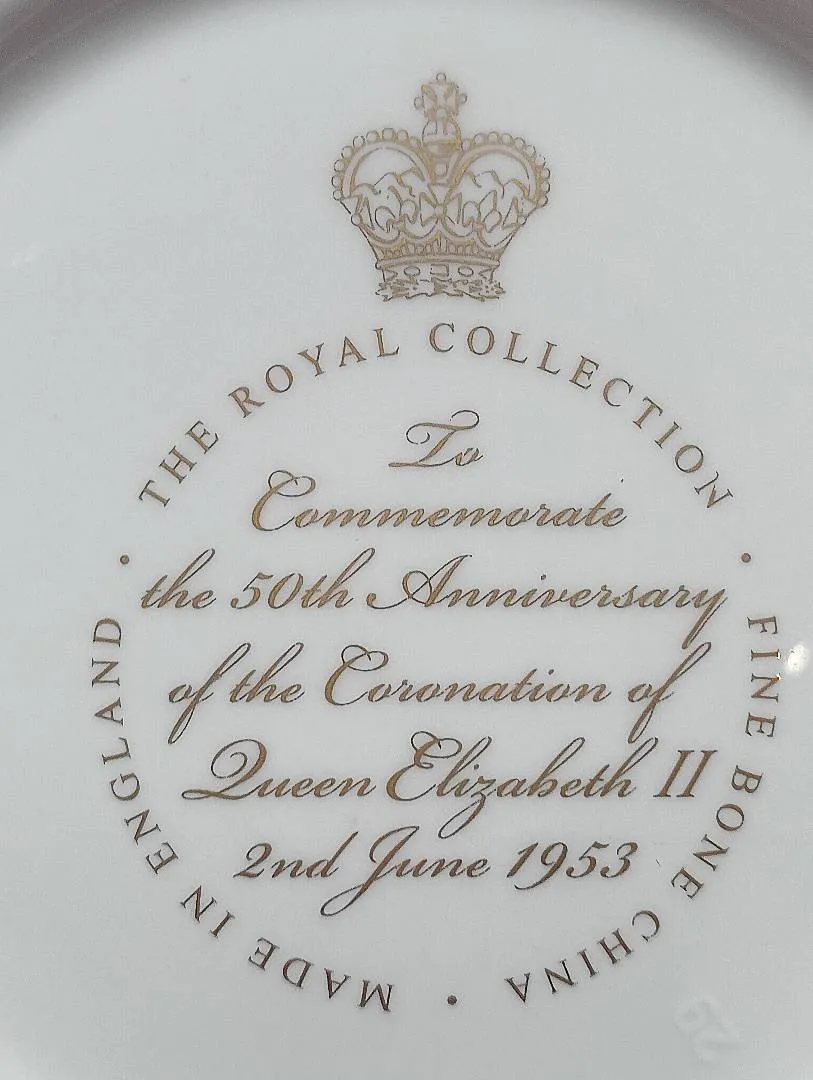 THE ROYAL COLLECTION
To
Commemorate
the 50th Anniversary
of the Coronation of
Queen Elizabeth II
2nd June 1953
• FINE BONE CHINA • MADE IN ENGLAND •